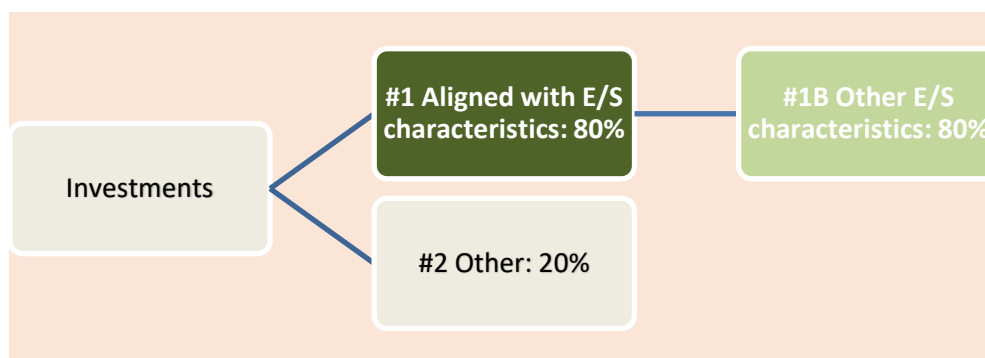 #1 Aligned with E/S
characteristics: 80%
#1B Other E/S
characteristics: 80%
Investments
#2 Other: 20%